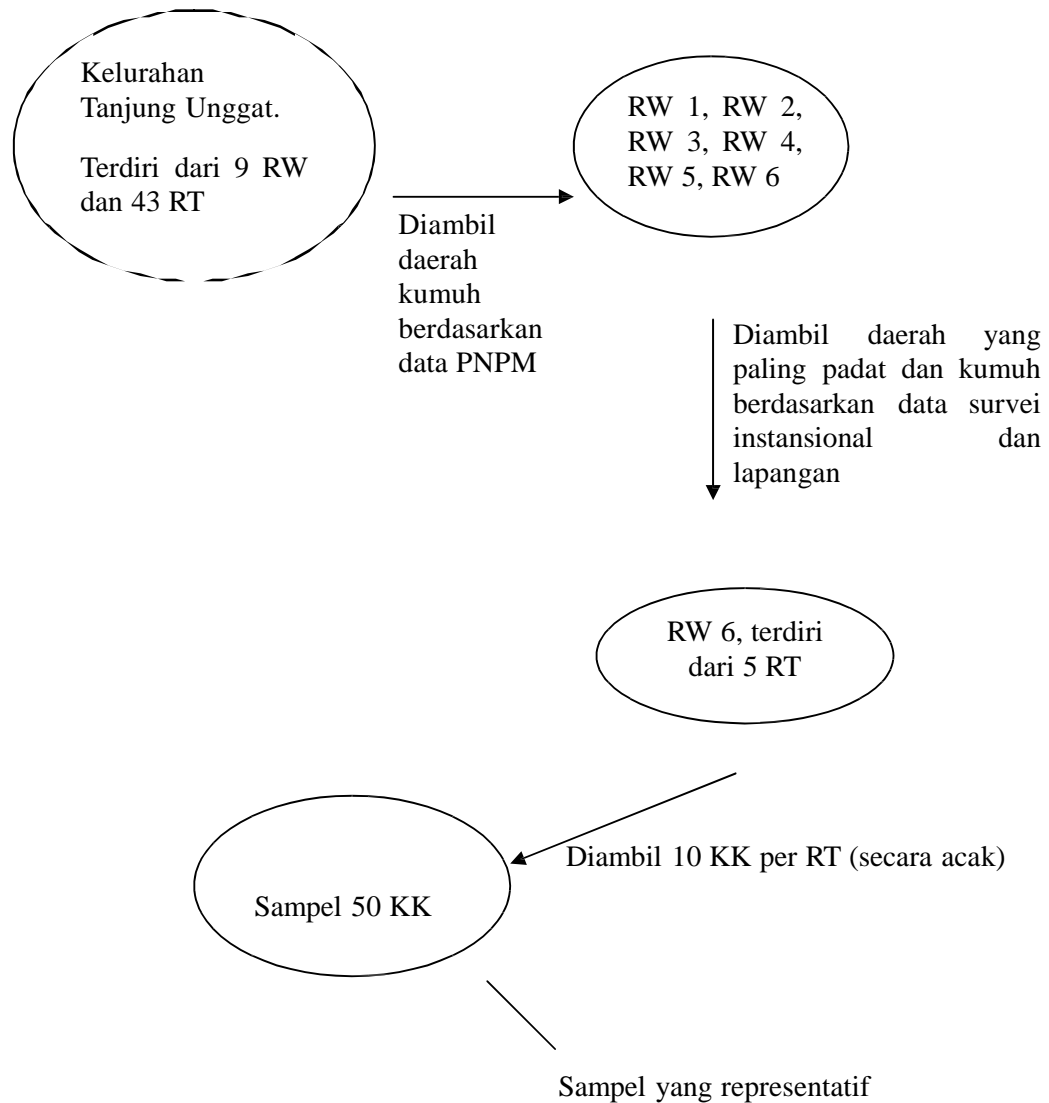 Kelurahan
Tanjung Unggat.
Terdiri dari 9 RW
dan 43 RT
RW 1, RW 2,
RW 3, RW 4,
RW 5, RW 6
Diambil
daerah
kumuh
berdasarkan
data PNPM
Diambil daerah yang
paling padat dan kumuh
berdasarkan data survei
instansional dan
lapangan
RW 6, terdiri
dari 5 RT
Diambil 10 KK per RT (secara acak)
Sampel 50 KK
Sampel yang representatif